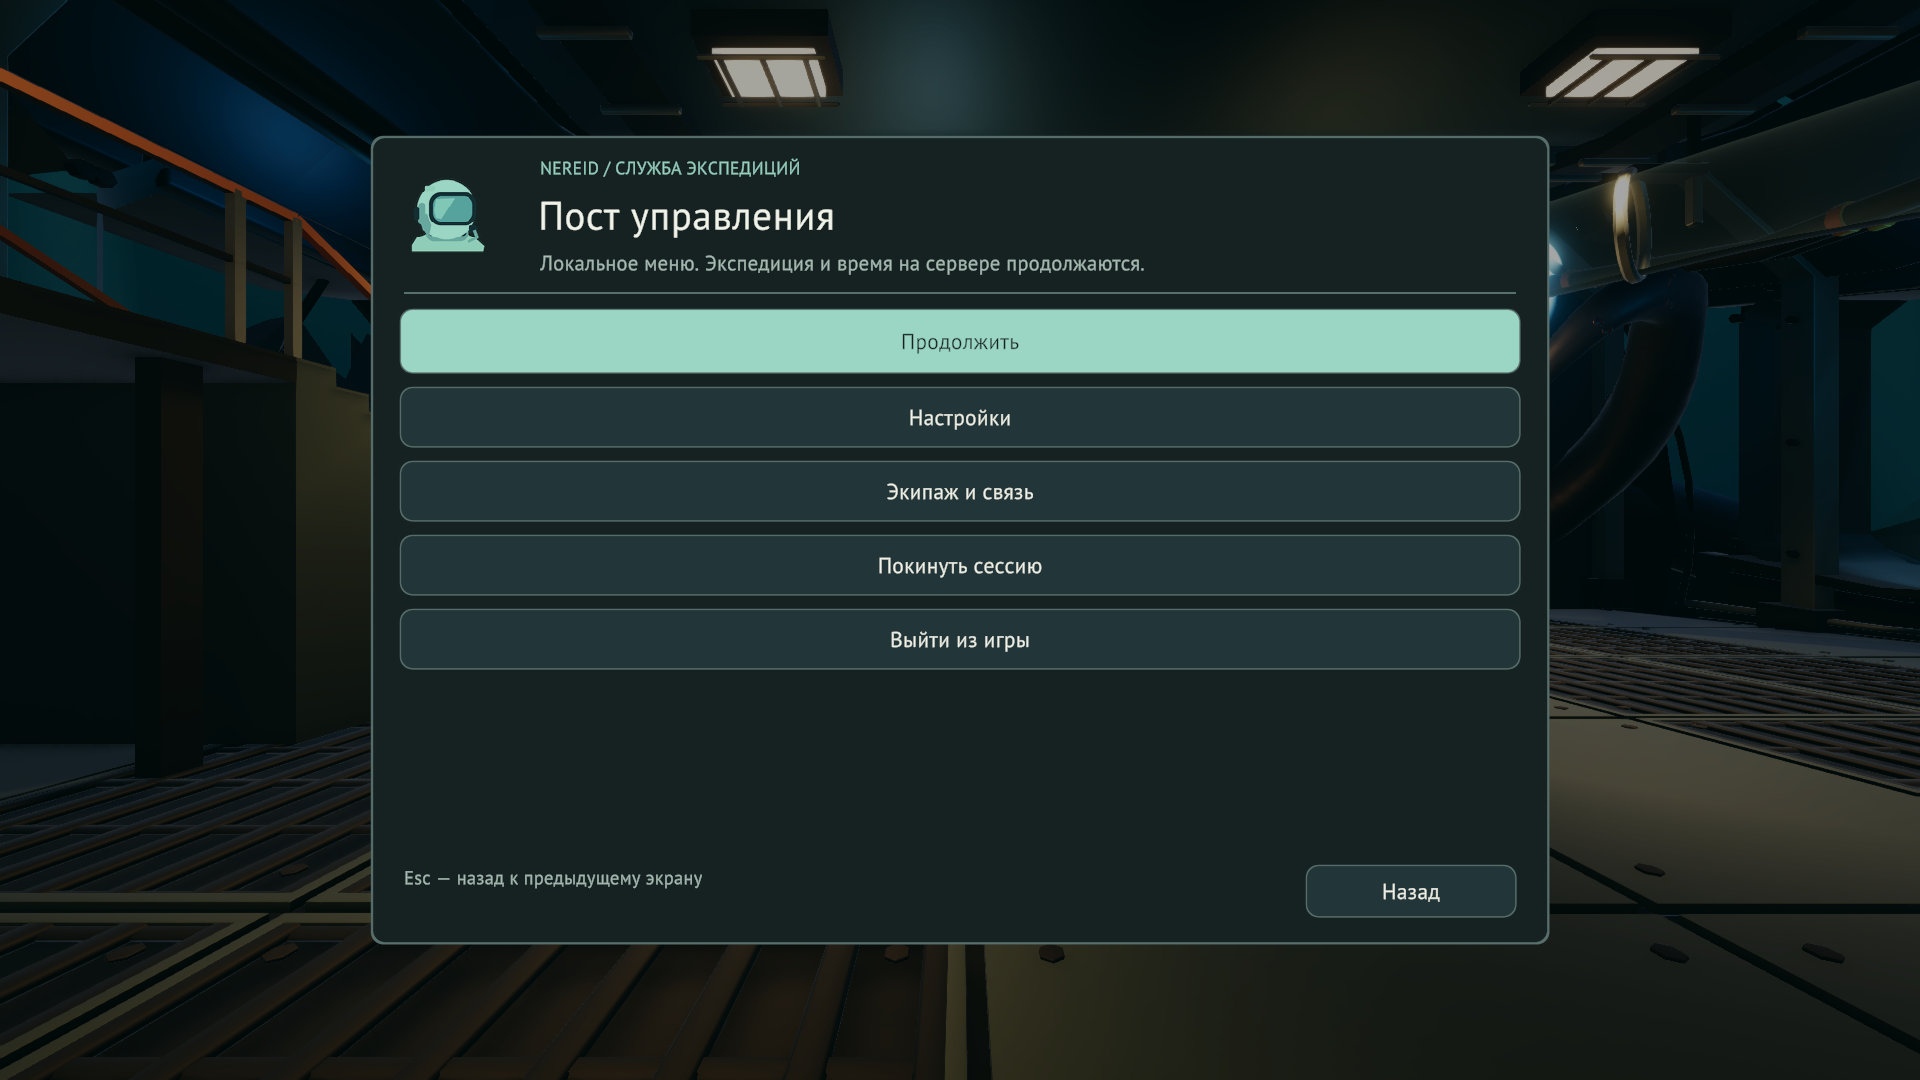 NEREID / СЛУЖБА ЭКСПЕДИЦИЙ
Пост управления
Локальное меню. Экспедиция и время на сервере продолжаются.
Продолжить
Настройки
Экипаж и связь
Покинуть сессию
Выйти из игры
Esc — назад к предыдущему экрану
Назад